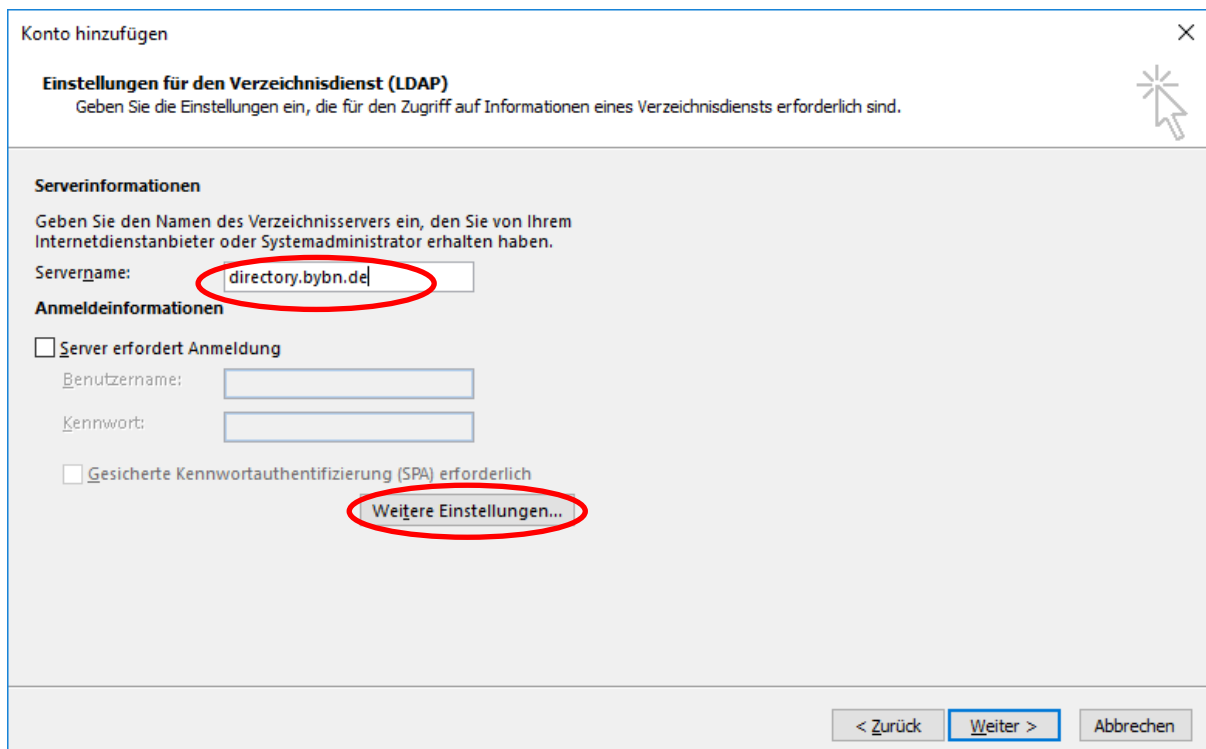 Konto hinzufügen
Einstellungen für den Verzeichnisdienst (LDAP)
Geben Sie die Einstellungen ein, die für den Zugriff auf Informationen eines Verzeichnisdiensts erforderlich sind.
Serverinformationen
Geben Sie den Namen des Verzeichnisservers ein, den Sie von Ihrem
Internetdienstanbieter oder Systemadministrator erhalten haben.
Servername: directory.bybn.de
Anmeldeinformationen
Server erfordert Anmeldung
Benutzername:
Kennwort:
Gesicherte Kennwortauthentifizierung (SPA) erforderlich
Weitere Einstellungen...
< Zurück Weiter > Abbrechen